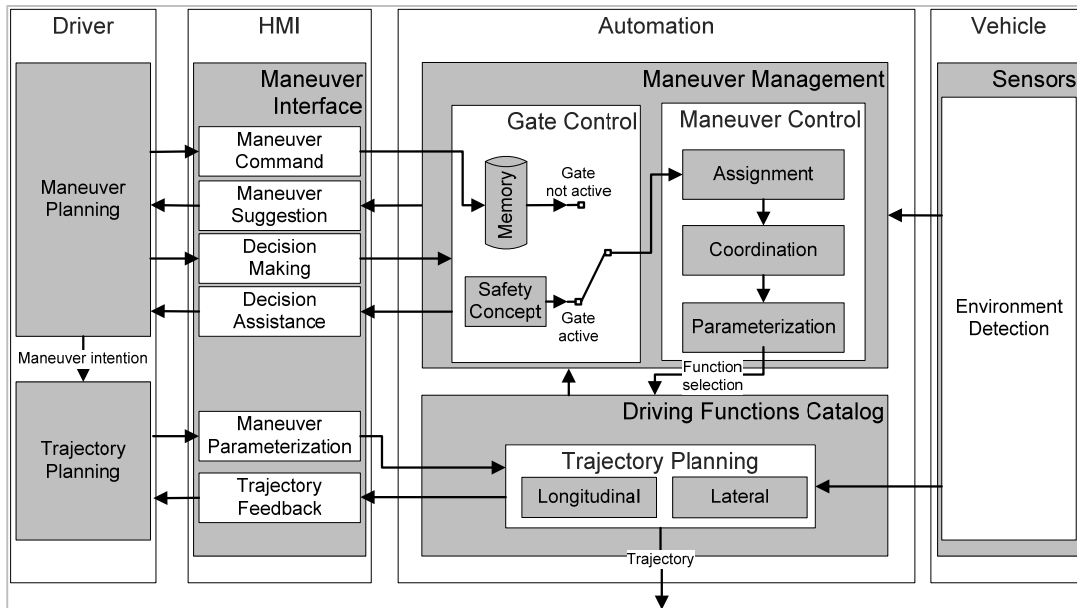 Driver
HMI
Automation
Vehicle
Maneuver
Planning
Maneuver intention
Trajectory
Planning
Maneuver
Interface
Maneuver
Command
Maneuver
Suggestion
Decision
Making
Decision
Assistance
Maneuver
Parameterization
Trajectory
Feedback
Maneuver Management
Gate Control
Memory
Gate
not active
Safety
Concept
Gate
active
Maneuver Control
Assignment
Coordination
Parameterization
Function
selection
Driving Functions Catalog
Trajectory Planning
Longitudinal
Lateral
Trajectory
Sensors
Environment
Detection